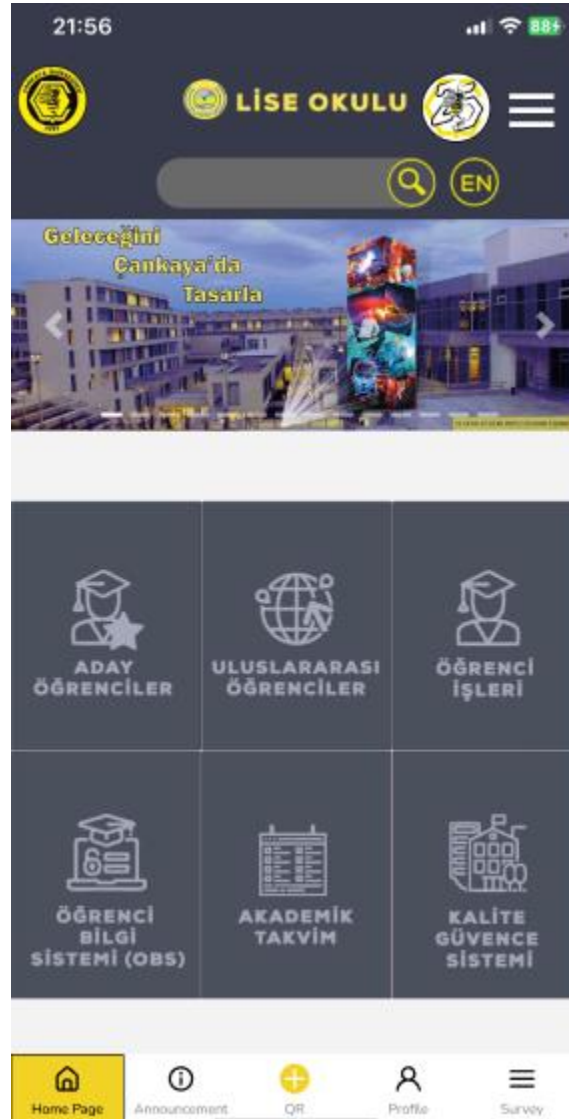 21:56
88
LİSE OKULU
EN
Geleceğini
Çankaya'da
Tasarla
ADAY
ÖĞRENCİLER
ULUSLARARASI
ÖĞRENCİLER
ÖĞRENCİ
İŞLERİ
ÖĞRENCİ
BİLGİ
SİSTEMİ (OBS)
AKADEMİK
TAKVİM
KALİTE
GÜVENCE
SİSTEMİ
Home Page
Announcement
QR
Profile
Survey